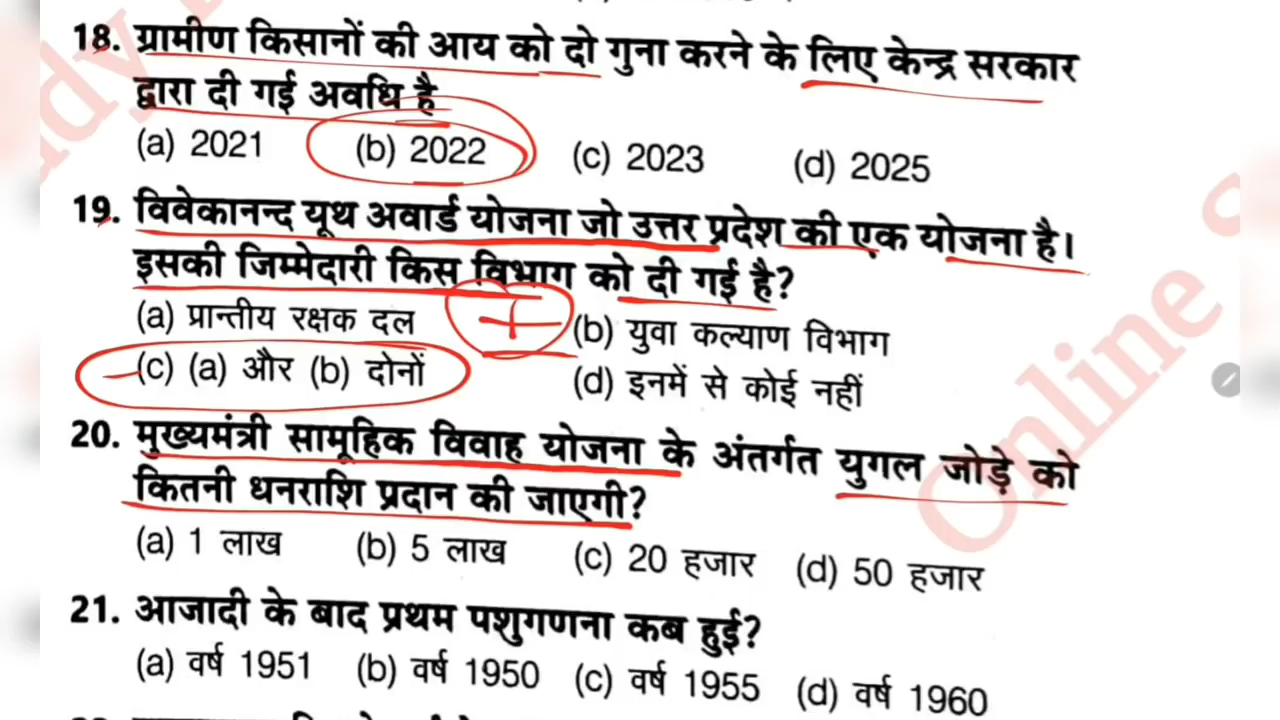 18. ग्रामीण किसानों की आय को दो गुना करने के लिए केन्द्र सरकार
द्वारा दी गई अवधि है
(a) 2021 (b) 2022 (c) 2023 (d) 2025
19. विवेकानन्द यूथ अवार्ड योजना जो उत्तर प्रदेश की एक योजना है।
इसकी जिम्मेदारी किस विभाग को दी गई है?
(a) प्रान्तीय रक्षक दल (b) युवा कल्याण विभाग
(c) (a) और (b) दोनों (d) इनमें से कोई नहीं
20. मुख्यमंत्री सामूहिक विवाह योजना के अंतर्गत युगल जोड़े को
कितनी धनराशि प्रदान की जाएगी?
(a) 1 लाख (b) 5 लाख (c) 20 हजार (d) 50 हजार
21. आजादी के बाद प्रथम पशुगणना कब हुई?
(a) वर्ष 1951 (b) वर्ष 1950 (c) वर्ष 1955 (d) वर्ष 1960
Online